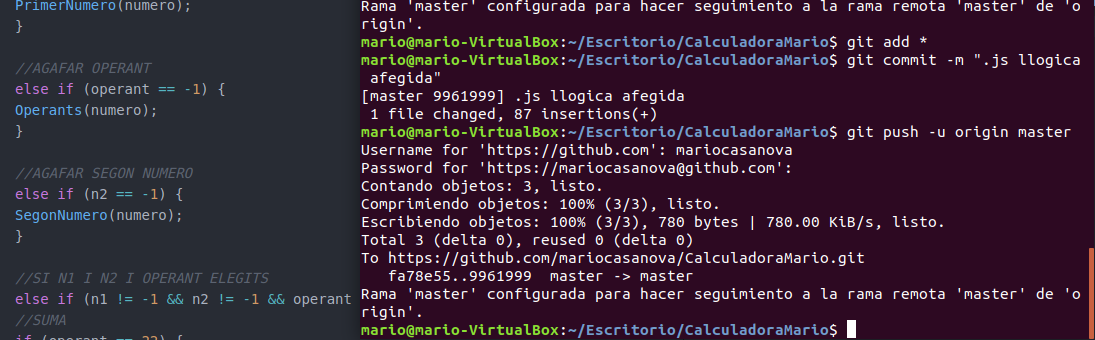 PrimerNumero(numero);
}
//AGAFAR OPERANT
else if (operant == -1) {
Operants(numero);
}
//AGAFAR SEGON NUMERO
else if (n2 == -1) {
SegonNumero(numero);
}
//SI N1 I N2 I OPERANT ELEGITS
else if (n1 != -1 && n2 != -1 && operant
//SUMA
if (operant == 22) {
Rama 'master' configurada para hacer seguimiento a la rama remota 'master' de 'o
rigin'.
mario@mario-VirtualBox:~/Escritorio/CalculadoraMario$ git add *
mario@mario-VirtualBox:~/Escritorio/CalculadoraMario$ git commit -m ".js llogica
 afegida"
[master 9961999] .js llogica afegida
 1 file changed, 87 insertions(+)
mario@mario-VirtualBox:~/Escritorio/CalculadoraMario$ git push -u origin master
Username for 'https://github.com': mariocasanova
Password for 'https://mariocasanova@github.com':
Contando objetos: 3, listo.
Comprimiendo objetos: 100% (3/3), listo.
Escribiendo objetos: 100% (3/3), 780 bytes | 780.00 KiB/s, listo.
Total 3 (delta 0), reused 0 (delta 0)
To https://github.com/mariocasanova/CalculadoraMario.git
   fa78e55..9961999  master -> master
Rama 'master' configurada para hacer seguimiento a la rama remota 'master' de 'o
rigin'.
mario@mario-VirtualBox:~/Escritorio/CalculadoraMario$